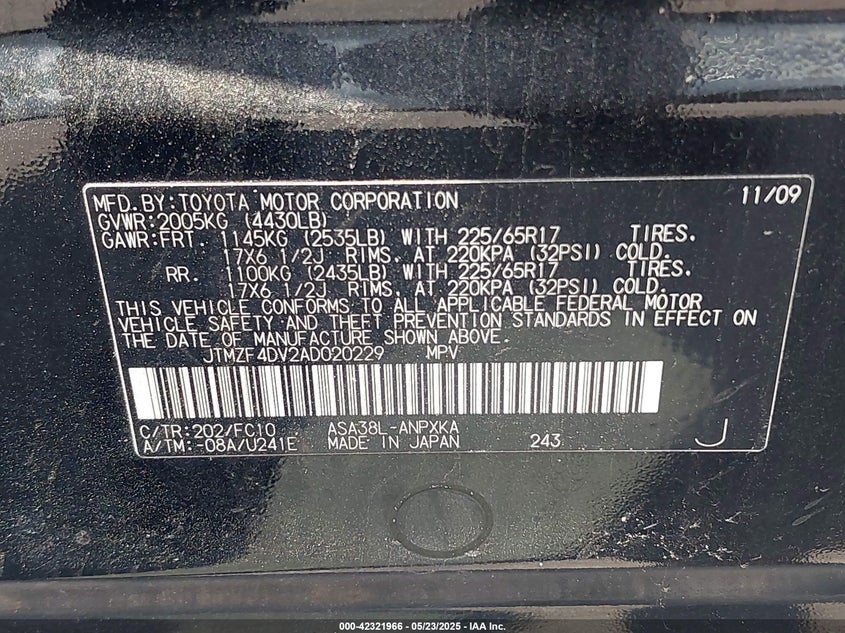 MFD.BY:TOYOTA MOTOR CORPORATION 11/09
GVWR:2005KG (4430LB)
GAWR:FRT. 1145KG (2535LB) WITH 225/65R17 TIRES.
17X6 1/2J RIMS. AT 220KPA (32PSI) COLD.
RR. 1100KG (2435LB) WITH 225/65R17 TIRES.
17X6 1/2J RIMS. AT 220KPA (32PSI) COLD.
THIS VEHICLE CONFORMS TO ALL APPLICABLE FEDERAL MOTOR
VEHICLE SAFETY AND THEFT PREVENTION STANDARDS IN EFFECT ON
THE DATE OF MANUFACTURE SHOWN ABOVE.
JTMZF4DV2AD020229 MPV
C/TR:202/FC10 ASA38L-ANPXKA
A/TM:-08A/U241E MADE IN JAPAN 243 J
000-42321966 - 05/23/2025 - IAA Inc.